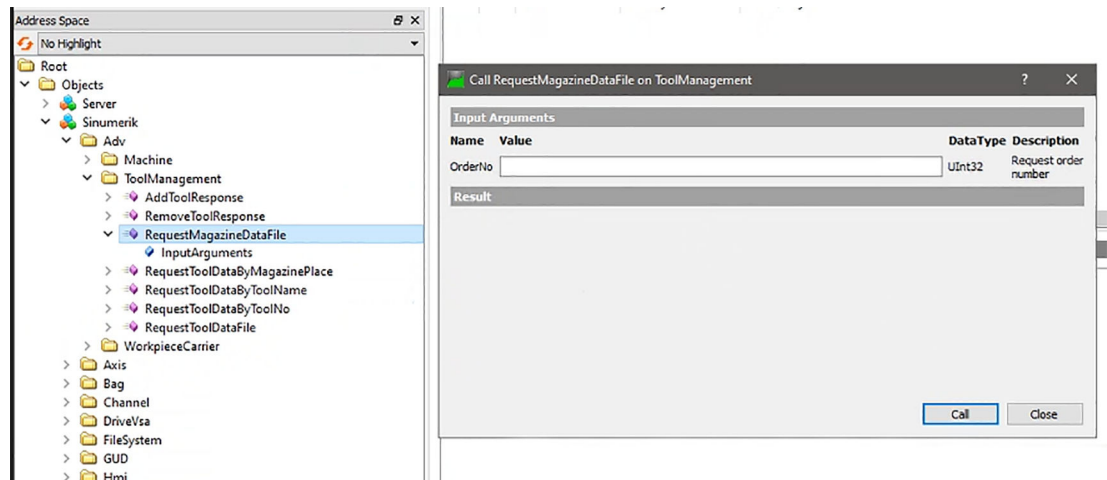 Address Space
No Highlight
Root
Objects
Server
Sinumerik
Adv
Machine
ToolManagement
AddToolResponse
RemoveToolResponse
RequestMagazineDataFile
InputArguments
RequestToolDataByMagazinePlace
RequestToolDataByToolName
RequestToolDataByToolNo
RequestToolDataFile
WorkpieceCarrier
Axis
Bag
Channel
DriveVsa
FileSystem
GUD
Hmi
Call RequestMagazineDataFile on ToolManagement
Input Arguments
Name Value DataType Description
OrderNo UInt32 Request order
number
Result
Call Close